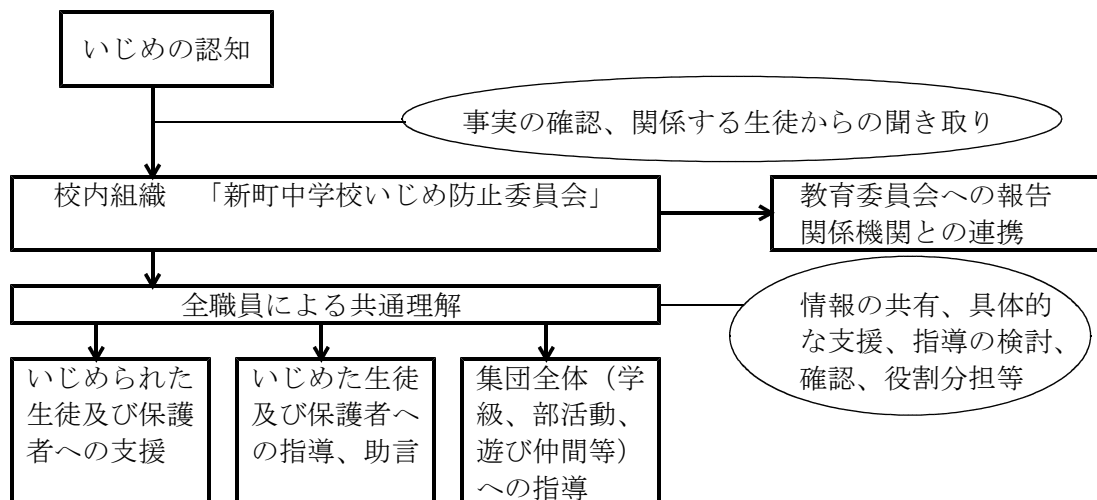 いじめの認知
事実の確認、関係する生徒からの聞き取り
校内組織　「新町中学校いじめ防止委員会」
教育委員会への報告
関係機関との連携
全職員による共通理解
情報の共有、具体的
な支援、指導の検討、
確認、役割分担等
いじめられた
生徒及び保護
者への支援
いじめた生徒
及び保護者へ
の指導、助言
集団全体（学
級、部活動、
遊び仲間等）
への指導